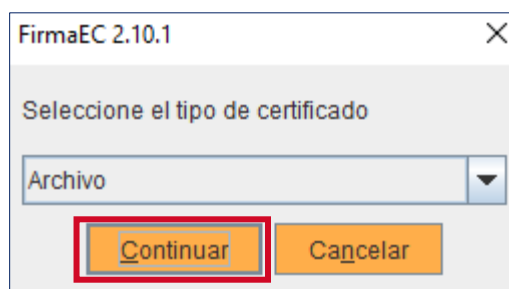 FirmaEC 2.10.1
Seleccione el tipo de certificado
Archivo
Continuar Cancelar